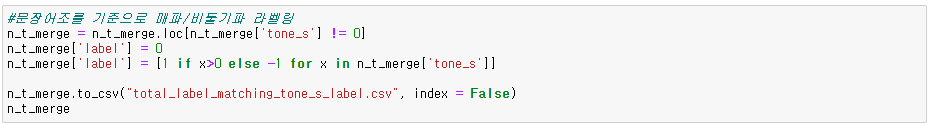 #문장어조를 기준으로 매파/비둘기파 라벨링
n_t_merge = n_t_merge.loc[n_t_merge['tone_s'] != 0]
n_t_merge['label'] = 0
n_t_merge['label'] = [1 if x>0 else -1 for x in n_t_merge['tone_s']]
n_t_merge.to_csv("total_label_matching_tone_s_label.csv", index = False)
n_t_merge